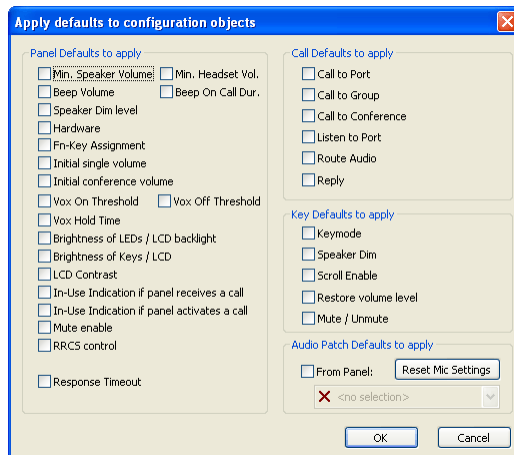 Apply defaults to configuration objects
Panel Defaults to apply
Min. Speaker Volume Min. Headset Vol.
Beep Volume Beep On Call Dur.
Speaker Dim level
Hardware
Fn-Key Assignment
Initial single volume
Initial conference volume
Vox On Threshold Vox Off Threshold
Vox Hold Time
Brightness of LEDs / LCD backlight
Brightness of Keys / LCD
LCD Contrast
In-Use Indication if panel receives a call
In-Use Indication if panel activates a call
Mute enable
RRCS control
Response Timeout
Call Defaults to apply
Call to Port
Call to Group
Call to Conference
Listen to Port
Route Audio
Reply
Key Defaults to apply
Keymode
Speaker Dim
Scroll Enable
Restore volume level
Mute / Unmute
Audio Patch Defaults to apply
From Panel: Reset Mic Settings
<no selection>
OK Cancel